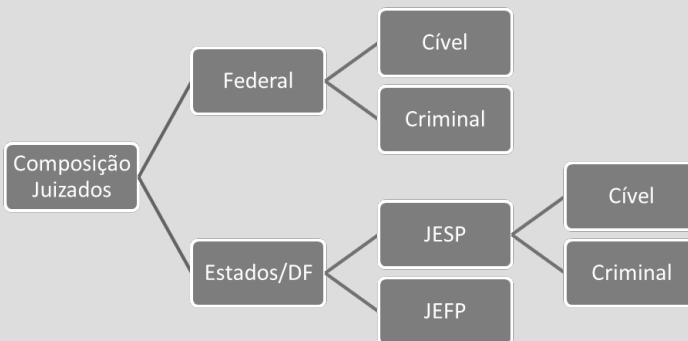 Composição
Juizados
Federal
Cível
Criminal
Estados/DF
JESP
Cível
Criminal
JEFP